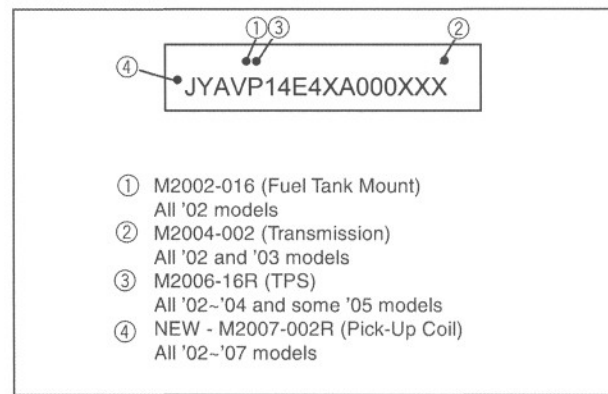 ① ③ ②
④ JYAVP14E4XA000XXX
① M2002-016 (Fuel Tank Mount)
All '02 models
② M2004-002 (Transmission)
All '02 and '03 models
③ M2006-16R (TPS)
All '02~'04 and some '05 models
④ NEW - M2007-002R (Pick-Up Coil)
All '02~'07 models